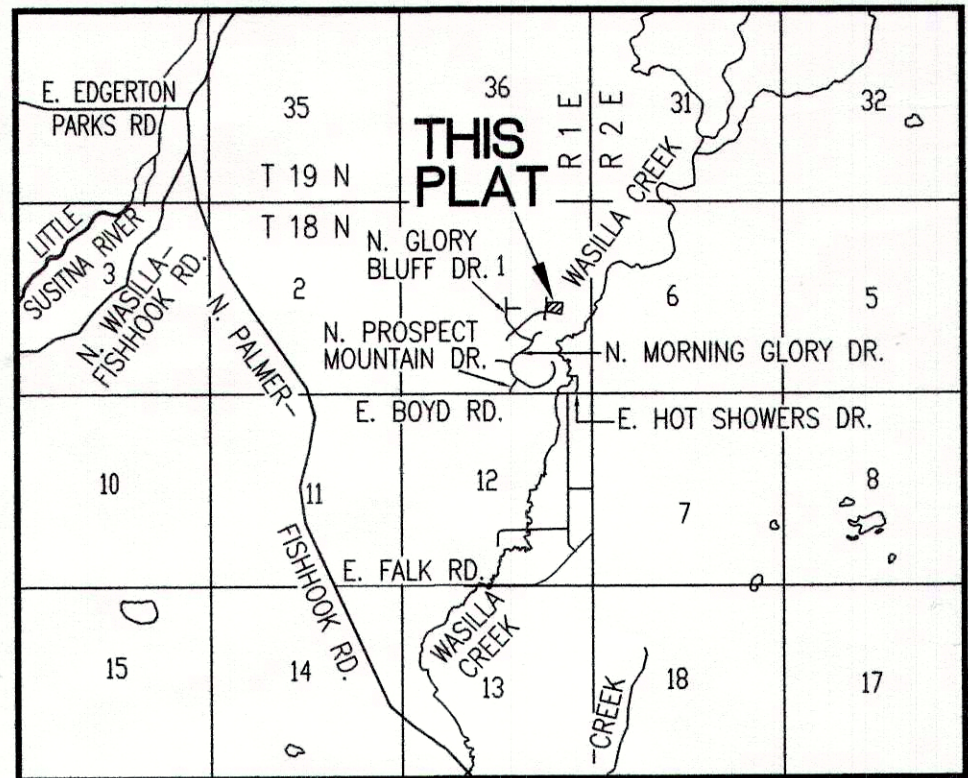 E. EDGERTON
PARKS RD.
35
36
31
32
THIS
PLAT
R 1 E
R 2 E
T 19 N
T 18 N
WASILLA CREEK
LITTLE
SUSITNA RIVER
3
N. WASILLA-
FISHHOOK RD.
N. PALMER-
FISHHOOK RD.
2
N. GLORY
BLUFF DR.
1
6
5
N. PROSPECT
MOUNTAIN DR.
N. MORNING GLORY DR.
E. BOYD RD.
E. HOT SHOWERS DR.
10
11
12
7
8
E. FALK RD.
WASILLA
CREEK
15
14
13
CREEK
18
17